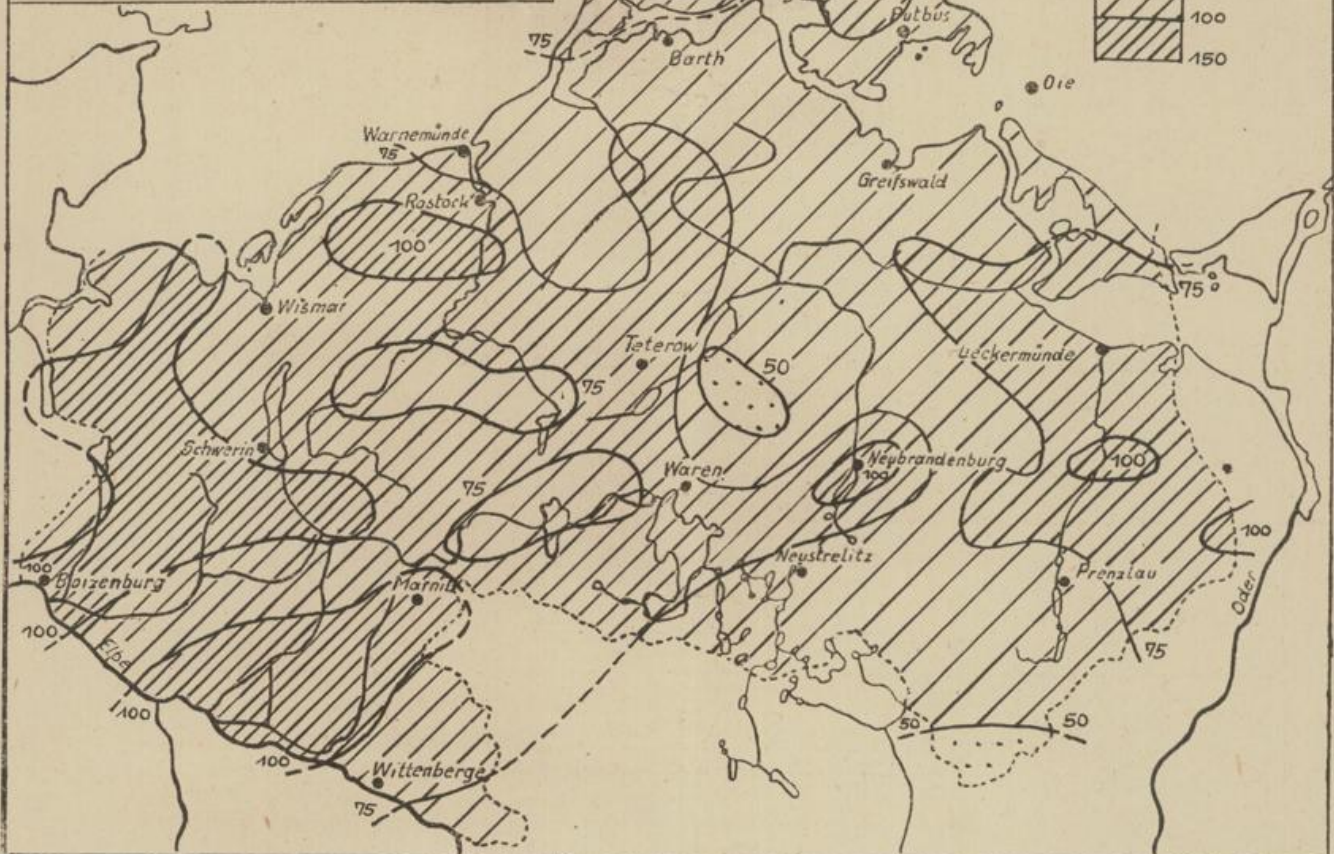 Putbus
100
150
75
Barth
Oie
Warnemünde
75
Rostock
Greifswald
100
75
Wismar
Teterow
50
Ueckermünde
75
Schwerin
Waren
Neubrandenburg
100
100
75
100
Neustrelitz
100
Boizenburg
Marnitz
Prenzlau
Oder
100
Elbe
75
100
50
50
100
Wittenberge
75